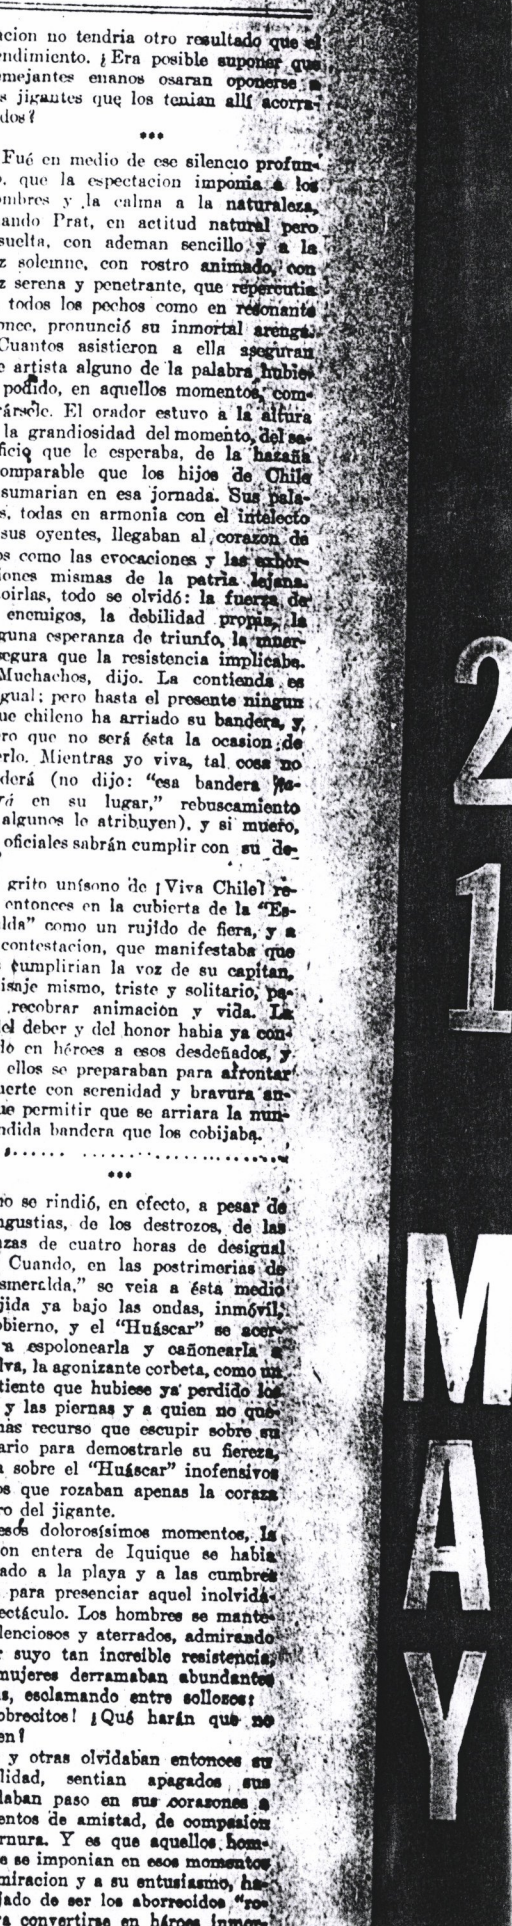 acion no tendria otro resultado que el
endimiento. ¿Era posible suponer que
mejantes enanos osaran oponerse a
s jigantes que los tenian allí acorra-
dos?
***
Fué en medio de ese silencio profun-
o, que la espectacion imponia a los
mbres y la calma a la naturaleza,
ando Prat, en actitud natural pero
suelta, con ademan sencillo y a la
z solemne, con rostro animado, con
z serena y penetrante, que repercutia
todos los pechos como en resonante
once, pronunció su inmortal arenga.
Cuantos asistieron a ella aseguran
e artista alguno de la palabra hubie-
podido, en aquellos momentos, com-
rársele. El orador estuvo a la altura
la grandiosidad del momento, del sa-
ficio que le esperaba, de la hazaña
comparable que los hijos de Chile
sumarian en esa jornada. Sus pala-
s, todas en armonia con el intelecto
sus oyentes, llegaban al corazon de
os como las evocaciones y las exhor-
iones mismas de la patria lejana.
oirlas, todo se olvidó: la fuerza de
enemigos, la debilidad propia, la
guna esperanza de triunfo, la muer-
segura que la resistencia implicaba.
Muchachos, dijo. La contienda es
gual; pero hasta el presente ningun
ue chileno ha arriado su bandera, y
ro que no será ésta la ocasion de
erlo. Mientras yo viva, tal cosa no
derá (no dijo: "esa bandera fla-
rá en su lugar," rebuscamiento
algunos le atribuyen), y si muero,
oficiales sabrán cumplir con su de-
grito unísono de ¡Viva Chile! re-
entonces en la cubierta de la "Es-
lda" como un rujido de fiera, y a
contestacion, que manifestaba que
cumplirian la voz de su capitan,
isaje mismo, triste y solitario, pa-
recobrar animación y vida. La
del deber y del honor habia ya con-
do en héroes a esos desdeñados, y
ellos se preparaban para afrontar
uerte con serenidad y bravura an-
ue permitir que se arriara la nun-
ndida bandera que los cobijaba.
***
no se rindió, en efecto, a pesar de
ngustias, de los destrozos, de las
nzas de cuatro horas de desigual
Cuando, en las postrimerias de
smeralda," se veia a ésta medio
jida ya bajo las ondas, inmóvil,
obierno, y el "Huáscar" se acer-
a espolonearla y cañonearla a
lva, la agonizante corbeta, como un
tiente que hubiese ya perdido los
y las piernas y a quien no que-
mas recurso que escupir sobre su
ario para demostrarle su fiereza,
a sobre el "Huáscar" inofensivos
os que rozaban apenas la coraza
ro del jigante.
esos dolorosísimos momentos, la
on entera de Iquique se habia
ado a la playa y a las cumbres
para presenciar aquel inolvida-
ectáculo. Los hombres se mante-
lenciosos y aterrados, admirando
r suyo tan increible resistencia,
mujeres derramaban abundantes
s, esclamando entre sollozos:
obrecitos! ¡Qué harán que no
en!
y otras olvidaban entonces su
lidad, sentian apagados sus
daban paso en sus corazones a
entos de amistad, de compasion
rnura. Y es que aquellos hom-
e se imponian en esos momentos
miracion y a su entusiasmo, ha-
jado de ser los aborrecidos "ro-
a convertirse en héroes inmor-
21 MAY